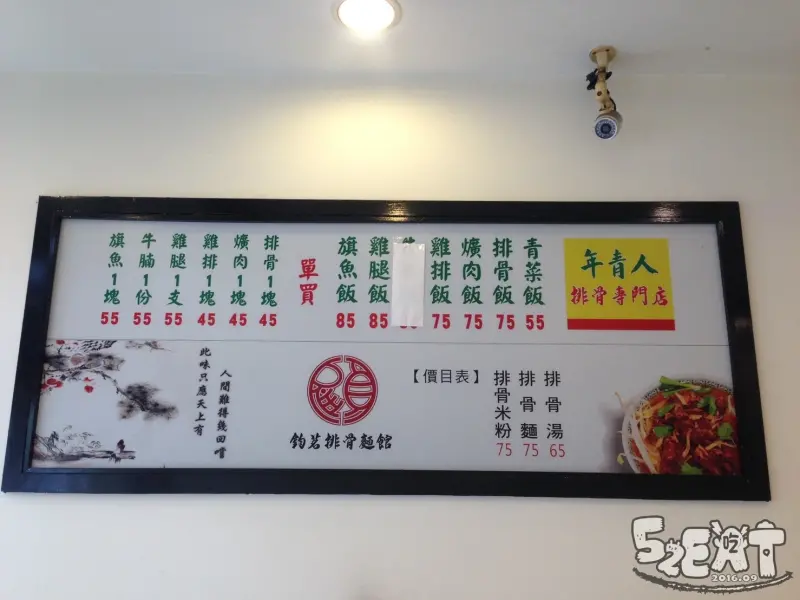 年青人
排骨專門店
青菜飯 55
排骨飯 75
爌肉飯 75
雞排飯 75
雞腿飯 85
旗魚飯 85
單買
排骨1塊 45
爌肉1塊 45
雞排1塊 45
雞腿1支 55
牛腩1份 55
旗魚1塊 55
【價目表】
排骨湯 65
排骨麵 75
排骨米粉 75
鈞茗排骨麵館
人間難得幾回嚐
此味只應天上有
52EAT
吃
2016.09